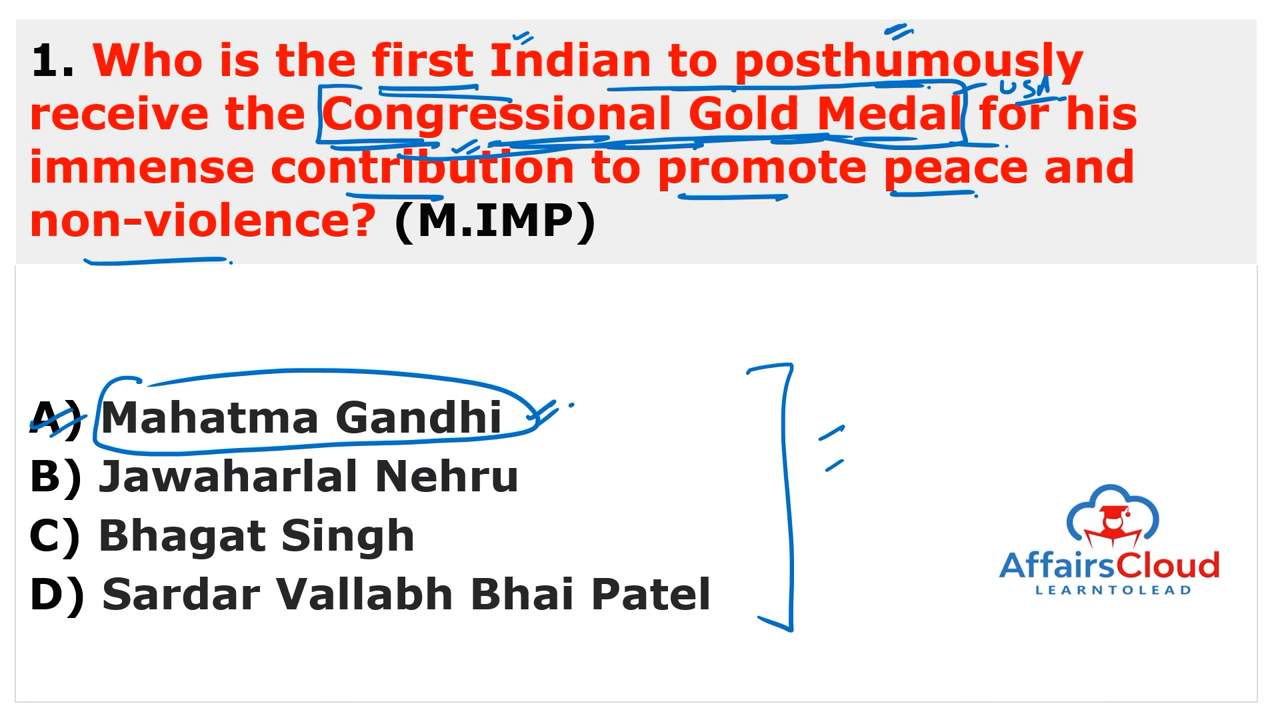 1. Who is the first Indian to posthumously
usa
receive the Congressional Gold Medal for his
immense contribution to promote peace and
non-violence? (M.IMP)
A) Mahatma Gandhi
B) Jawaharlal Nehru
C) Bhagat Singh
D) Sardar Vallabh Bhai Patel
AffairsCloud
LEARNTOLEAD